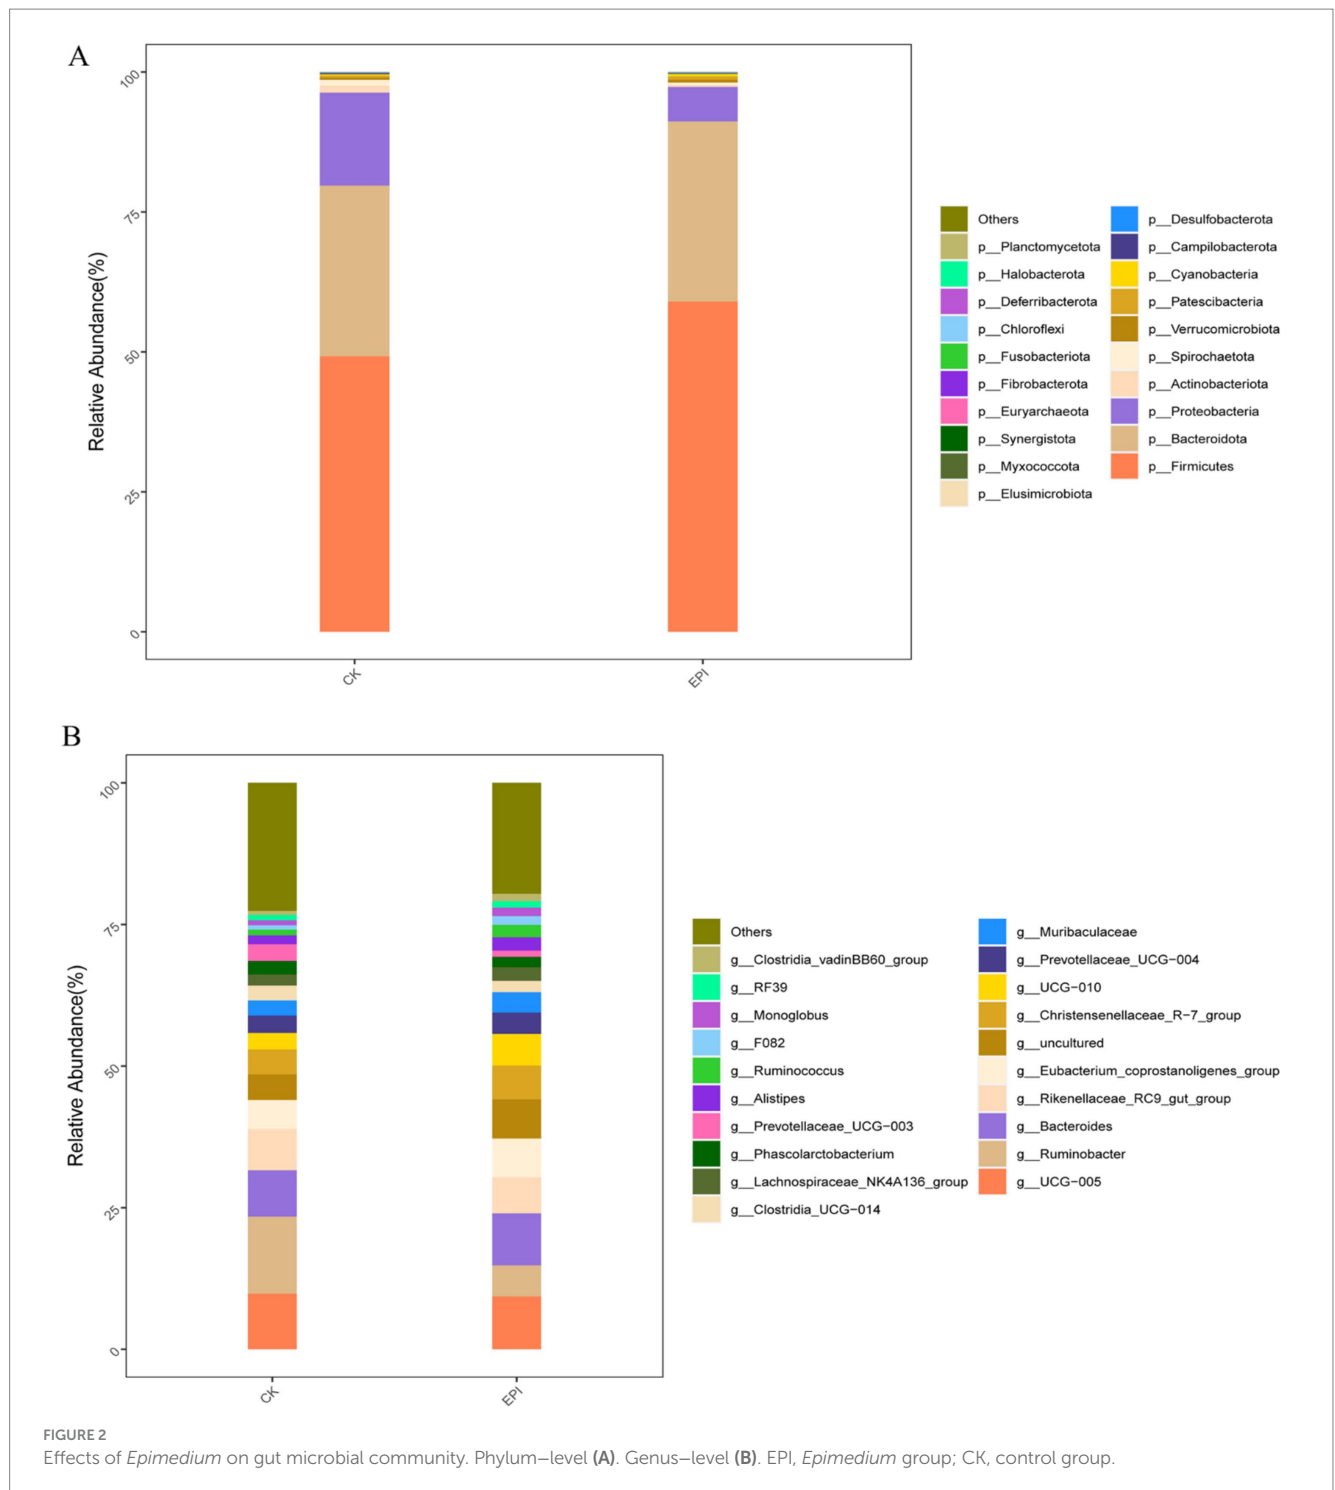 A
Relative Abundance(%)
100
75
50
25
0
CK
EPI
Others
p__Planctomycetota
p__Halobacterota
p__Deferribacterota
p__Chloroflexi
p__Fusobacteriota
p__Fibrobacterota
p__Euryarchaeota
p__Synergistota
p__Myxococcota
p__Elusimicrobiota
p__Desulfobacterota
p__Campilobacterota
p__Cyanobacteria
p__Patescibacteria
p__Verrucomicrobiota
p__Spirochaetota
p__Actinobacteriota
p__Proteobacteria
p__Bacteroidota
p__Firmicutes
B
Relative Abundance(%)
100
75
50
25
0
CK
EPI
Others
g__Clostridia_vadinBB60_group
g__RF39
g__Monoglobus
g__F082
g__Ruminococcus
g__Alistipes
g__Prevotellaceae_UCG−003
g__Phascolarctobacterium
g__Lachnospiraceae_NK4A136_group
g__Clostridia_UCG−014
g__Muribaculaceae
g__Prevotellaceae_UCG−004
g__UCG−010
g__Christensenellaceae_R−7_group
g__uncultured
g__Eubacterium_coprostanoligenes_group
g__Rikenellaceae_RC9_gut_group
g__Bacteroides
g__Ruminobacter
g__UCG−005
FIGURE 2
Effects of Epimedium on gut microbial community. Phylum–level (A). Genus–level (B). EPI, Epimedium group; CK, control group.